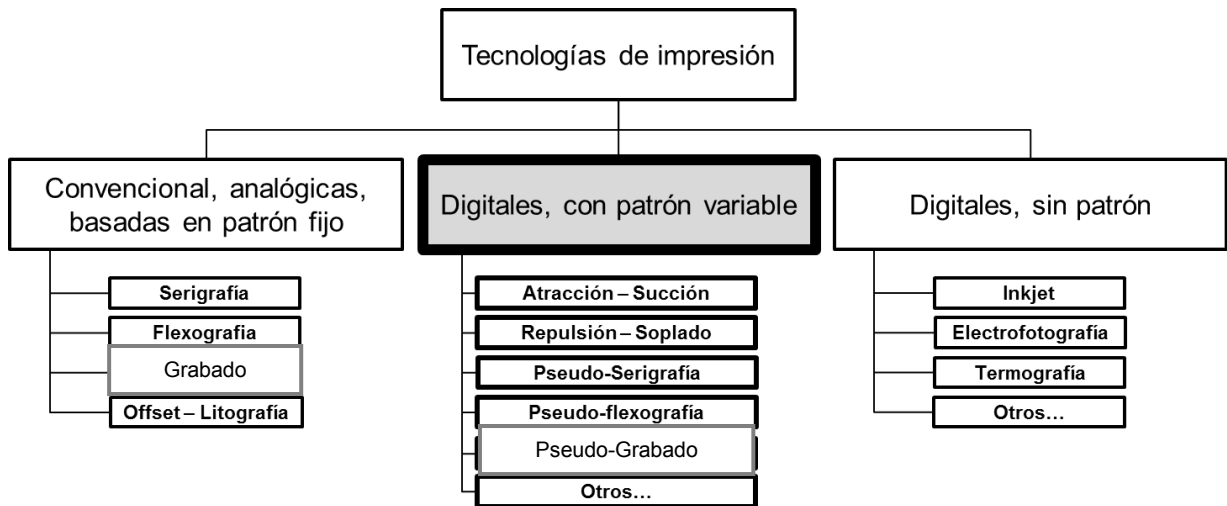 Tecnologías de impresión
Convencional, analógicas,
basadas en patrón fijo
Serigrafía
Flexografia
Grabado
Offset – Litografía
Digitales, con patrón variable
Atracción – Succión
Repulsión – Soplado
Pseudo-Serigrafía
Pseudo-flexografía
Pseudo-Grabado
Otros…
Digitales, sin patrón
Inkjet
Electrofotografía
Termografía
Otros…